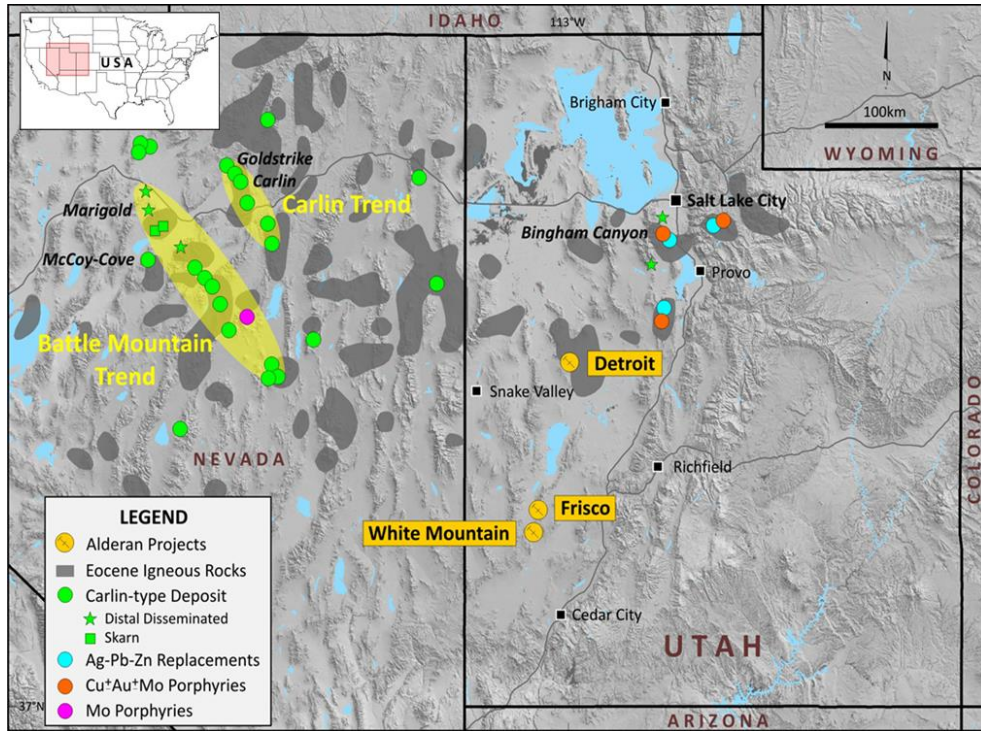 IDAHO
113°W
USA
N
100km
WYOMING
Brigham City
Goldstrike
Carlin
Carlin Trend
Salt Lake City
Marigold
Bingham Canyon
McCoy-Cove
Provo
Battle Mountain
Trend
Detroit
Snake Valley
COLORADO
NEVADA
Richfield
Frisco
White Mountain
LEGEND
Alderan Projects
Eocene Igneous Rocks
Carlin-type Deposit
Distal Disseminated
Skarn
Ag-Pb-Zn Replacements
Cu±Au±Mo Porphyries
Mo Porphyries
Cedar City
UTAH
37°N
ARIZONA